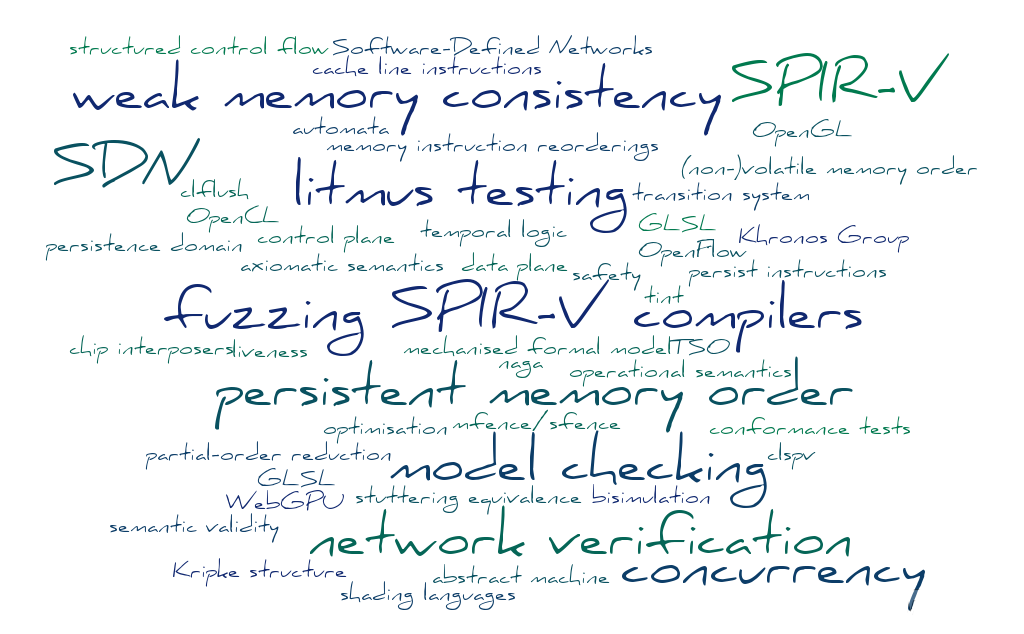 structured control flow
Software-Defined Networks
cache line instructions
weak memory consistency
SPIR-V
automata
OpenGL
memory instruction reorderings
SDN
(non-)volatile memory order
clflush
litmus testing
transition system
OpenCL
GLSL
persistence domain
control plane
temporal logic
OpenFlow
Khronos Group
axiomatic semantics
data plane
safety
persist instructions
tint
fuzzing SPIR-V compilers
chip interposers
liveness
mechanised formal model
TSO
naga
operational semantics
persistent memory order
optimisation
mfence/sfence
conformance tests
partial-order reduction
model checking
clspv
GLSL
WebGPU
stuttering equivalence
bisimulation
semantic validity
network verification
Kripke structure
abstract machine
concurrency
shading languages